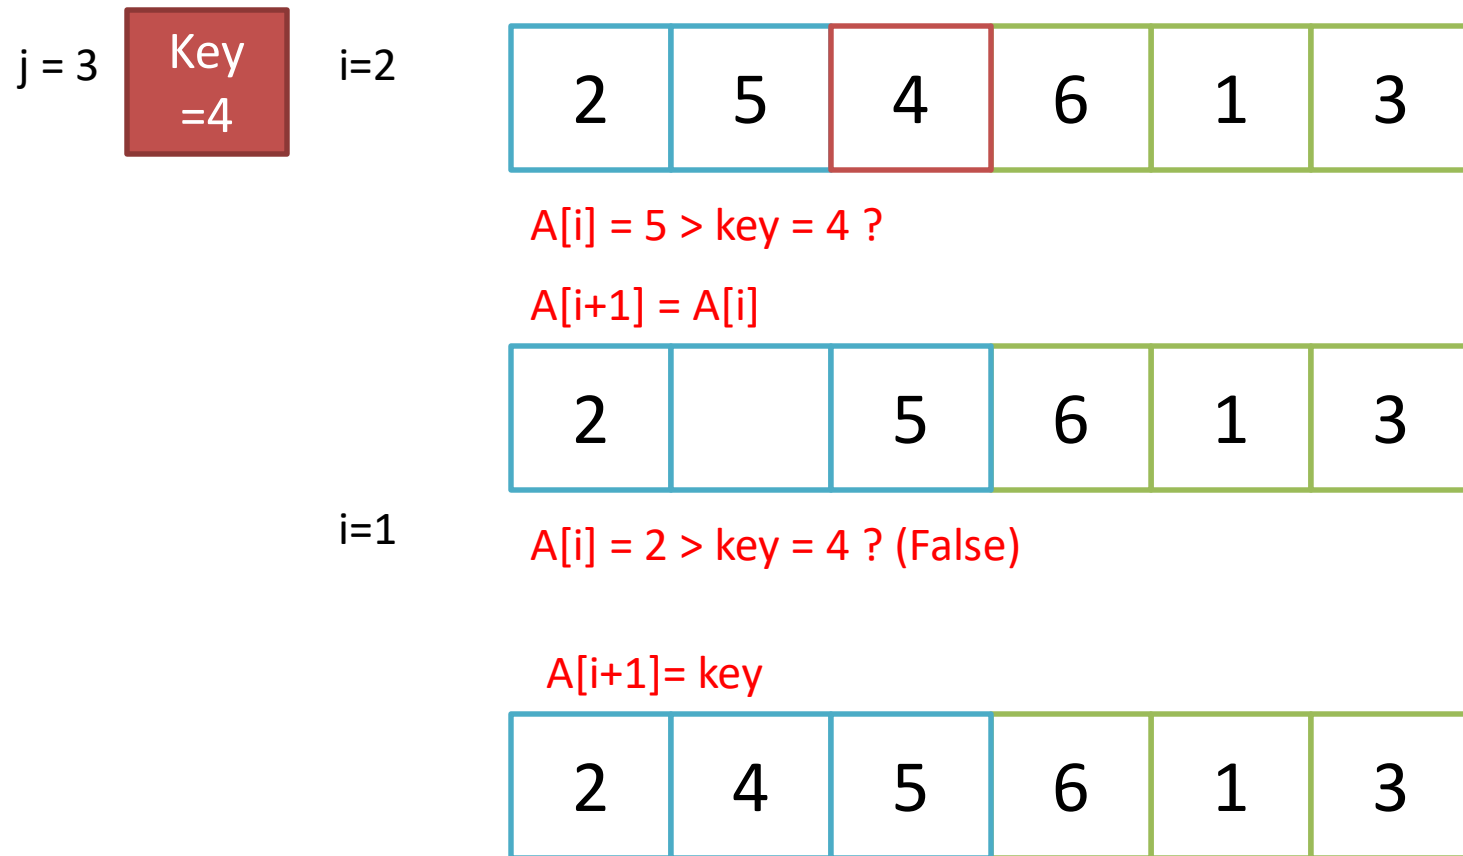 j = 3
Key
=4
i=2
2 5 4 6 1 3
A[i] = 5 > key = 4 ?
A[i+1] = A[i]
2 5 6 1 3
i=1
A[i] = 2 > key = 4 ? (False)
A[i+1]= key
2 4 5 6 1 3